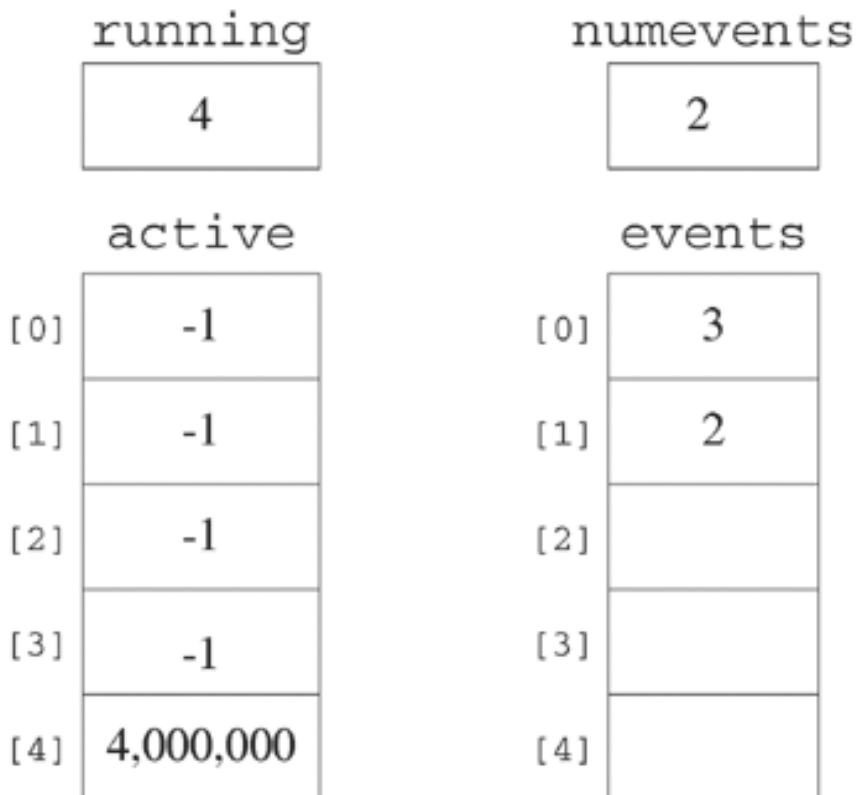 running numevents
4 2
active events
[0] -1 [0] 3
[1] -1 [1] 2
[2] -1 [2]
[3] -1 [3]
[4] 4,000,000 [4]